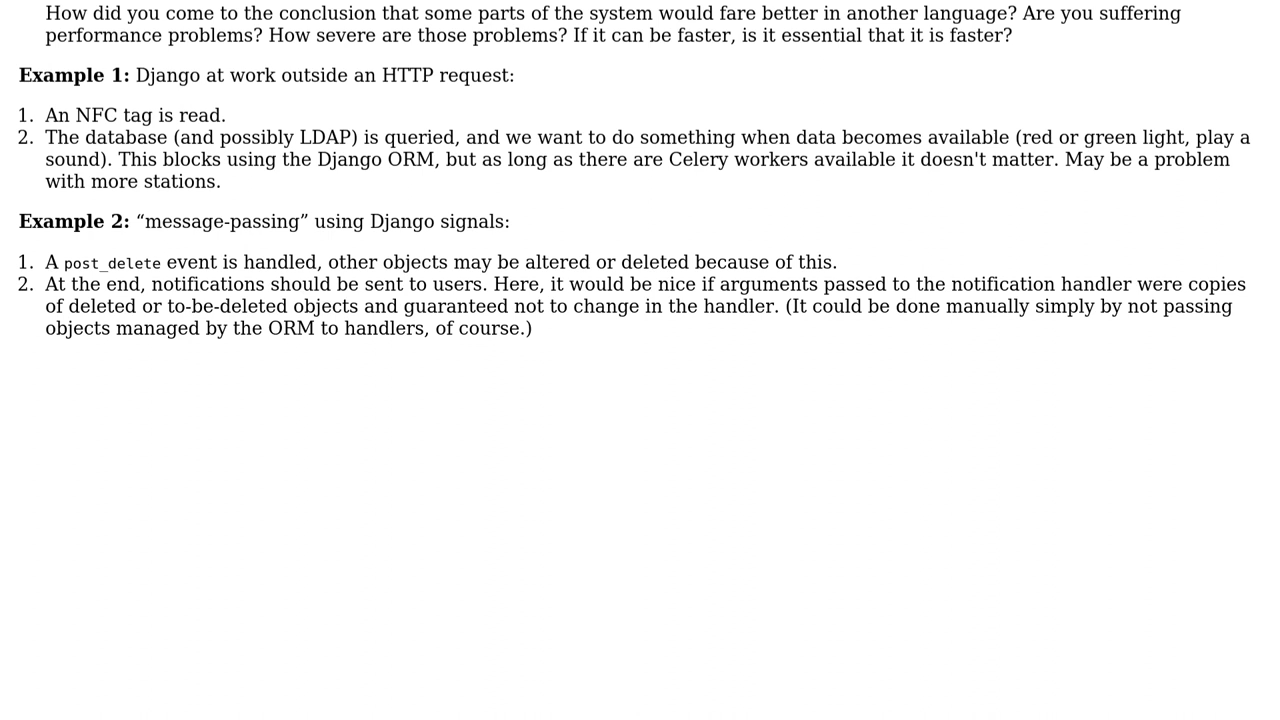 How did you come to the conclusion that some parts of the system would fare better in another language? Are you suffering
performance problems? How severe are those problems? If it can be faster, is it essential that it is faster?
Example 1: Django at work outside an HTTP request:
1. An NFC tag is read.
2. The database (and possibly LDAP) is queried, and we want to do something when data becomes available (red or green light, play a
sound). This blocks using the Django ORM, but as long as there are Celery workers available it doesn't matter. May be a problem
with more stations.
Example 2: “message-passing” using Django signals:
1. A post_delete event is handled, other objects may be altered or deleted because of this.
2. At the end, notifications should be sent to users. Here, it would be nice if arguments passed to the notification handler were copies
of deleted or to-be-deleted objects and guaranteed not to change in the handler. (It could be done manually simply by not passing
objects managed by the ORM to handlers, of course.)